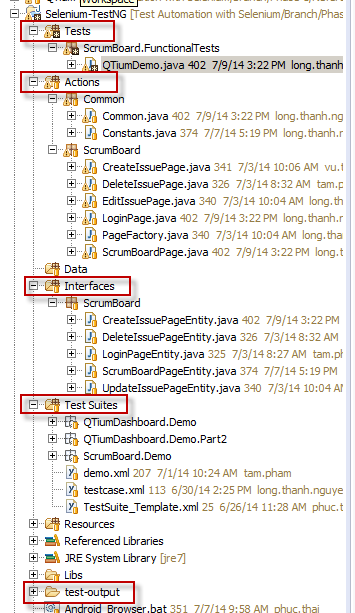 Workspace
Selenium-TestNG [Test Automation with Selenium/Branch/Phas
Tests
ScrumBoard.FunctionalTests
QTiumDemo.java 402 7/9/14 3:22 PM long.thanh.
Actions
Common
Common.java 402 7/9/14 3:22 PM long.thanh.ng
Constants.java 374 7/7/14 5:19 PM long.thanh.
ScrumBoard
CreateIssuePage.java 341 7/3/14 10:06 AM vu.t
DeleteIssuePage.java 326 7/3/14 8:32 AM tam.p
EditIssuePage.java 340 7/3/14 10:04 AM long.th
LoginPage.java 402 7/9/14 3:22 PM long.thanh.r
PageFactory.java 340 7/3/14 10:04 AM long.than
ScrumBoardPage.java 402 7/9/14 3:22 PM long.t
Data
Interfaces
ScrumBoard
CreateIssuePageEntity.java 402 7/9/14 3:22 PM
DeleteIssuePageEntity.java 326 7/3/14 8:32 AM
LoginPageEntity.java 325 7/3/14 8:27 AM tam.ph
ScrumBoardPageEntity.java 374 7/7/14 5:19 PM
UpdateIssuePageEntity.java 340 7/3/14 10:04 AM
Test Suites
QTiumDashboard.Demo
QTiumDashboard.Demo.Part2
ScrumBoard.Demo
demo.xml 207 7/1/14 10:24 AM tam.pham
testcase.xml 113 6/30/14 2:25 PM long.thanh.nguye
TestSuite_Template.xml 25 6/26/14 11:28 AM phuc.t
Resources
Referenced Libraries
JRE System Library [jre7]
Libs
test-output
Android_Browser.bat 351 7/7/14 9:58 AM phuc.thai